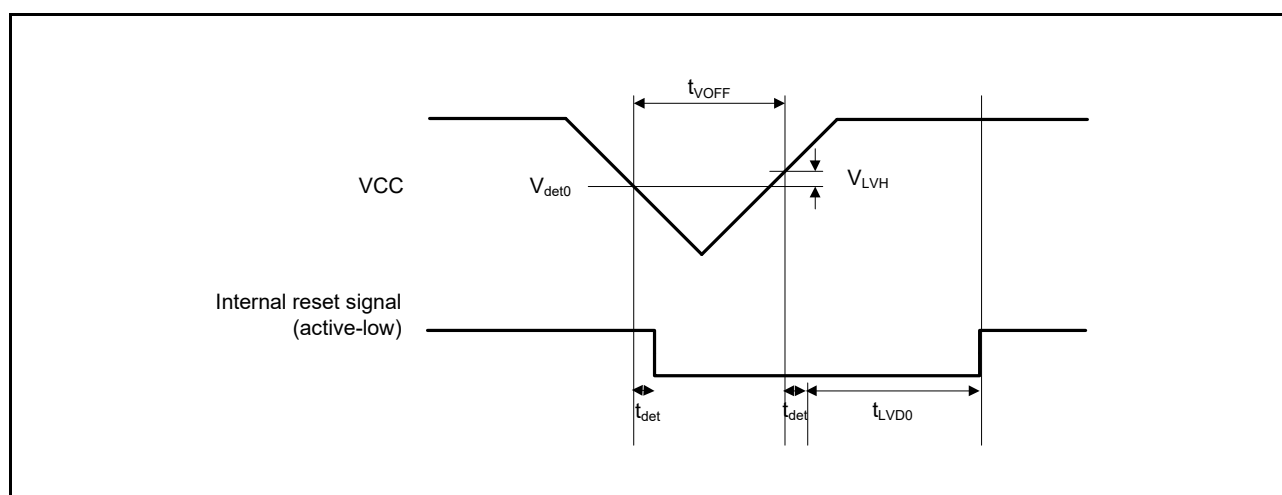 tVOFF
VCC
Vdet0
VLVH
Internal reset signal
(active-low)
tdet
tdet
tLVD0